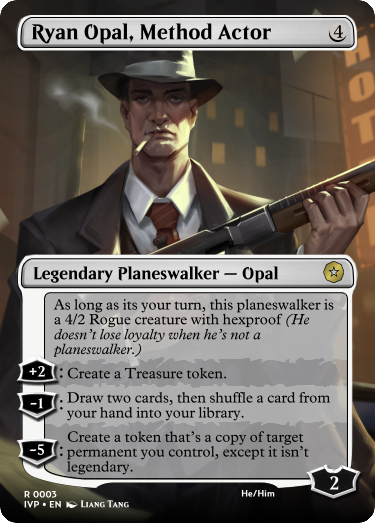 Ryan Opal, Method Actor 4
HOT
Legendary Planeswalker — Opal
As long as its your turn, this planeswalker is
a 4/2 Rogue creature with hexproof (He
doesn't lose loyalty when he's not a
planeswalker.)
+2: Create a Treasure token.
-1: Draw two cards, then shuffle a card from
your hand into your library.
-5: Create a token that's a copy of target
permanent you control, except it isn't
legendary.
2
R 0003 He/Him
IVP • EN Liang Tang